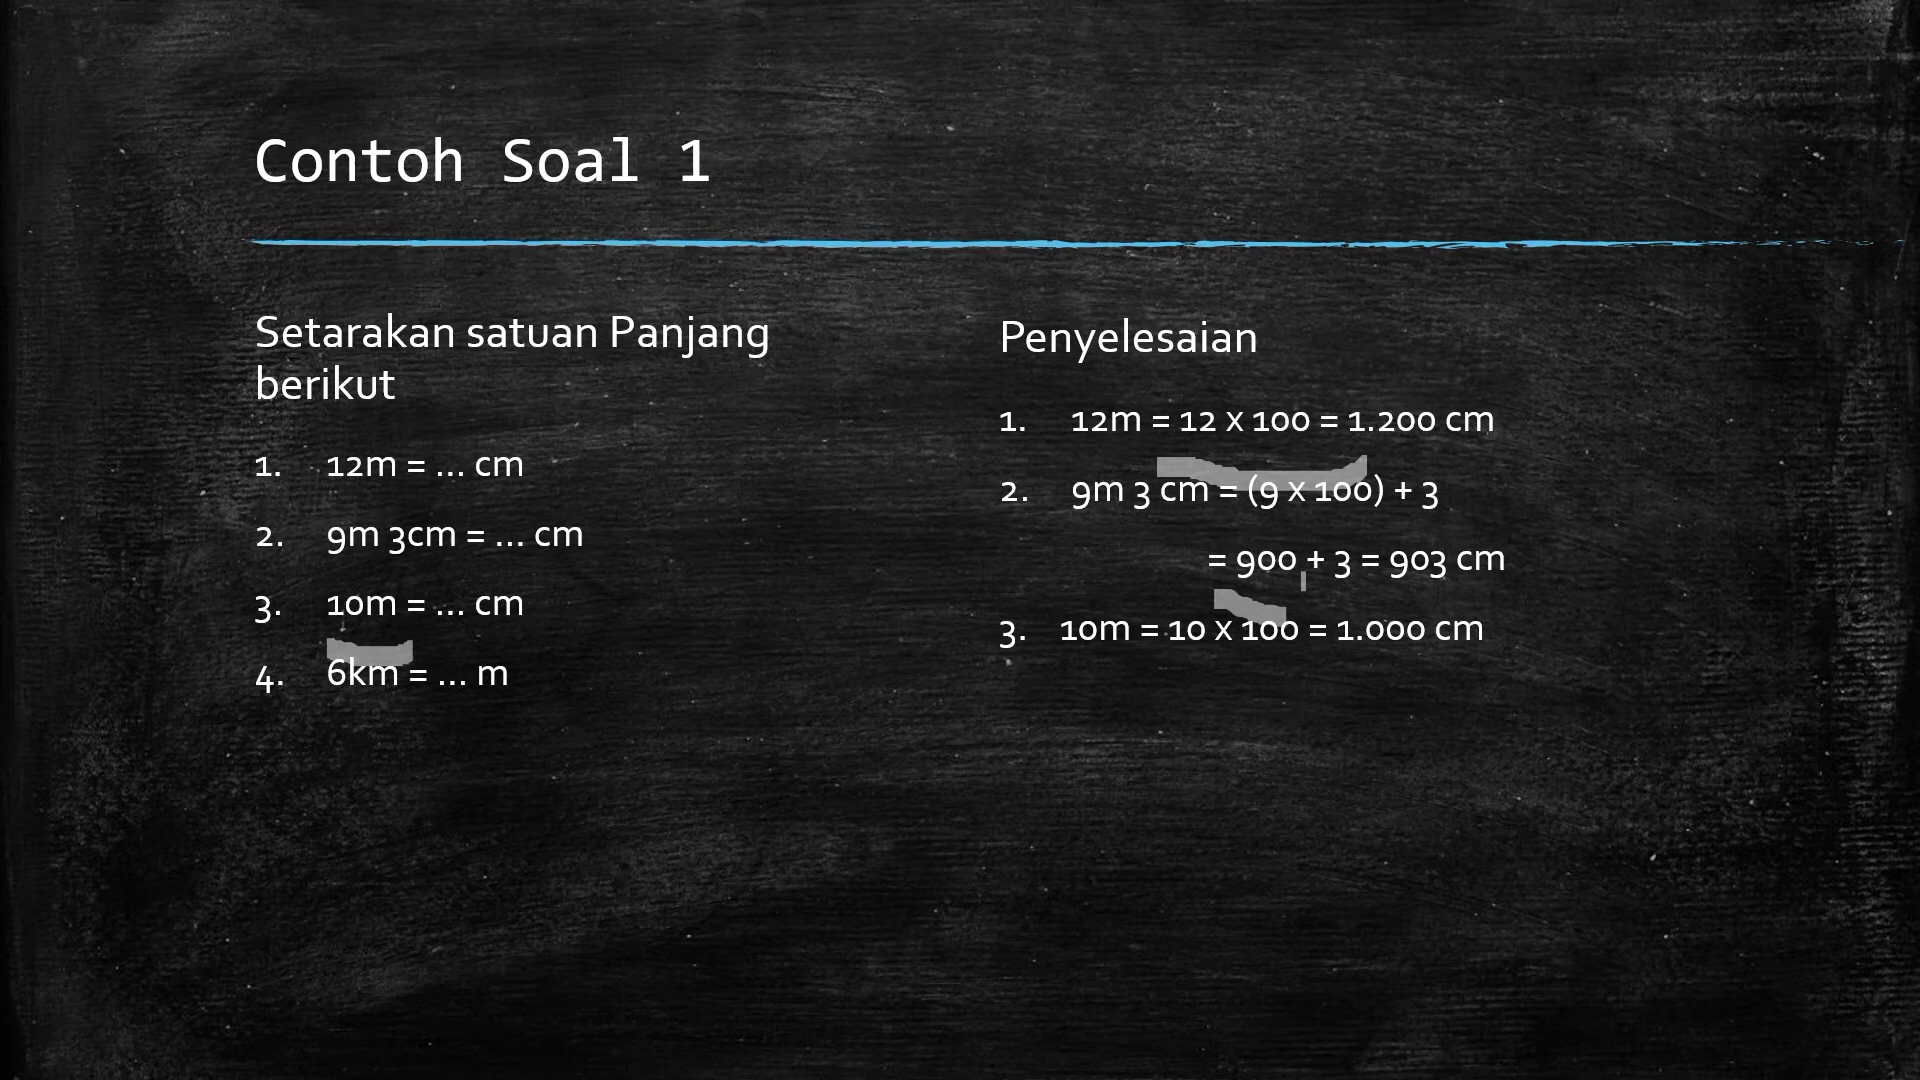 Contoh Soal 1
Setarakan satuan Panjang
berikut
1. 12m = ... cm
2. 9m 3cm = ... cm
3. 10m = ... cm
4. 6km = ... m
Penyelesaian
1. 12m = 12 x 100 = 1.200 cm
2. 9m 3 cm = (9 x 100) + 3
= 900 + 3 = 903 cm
3. 10m = 10 x 100 = 1.000 cm